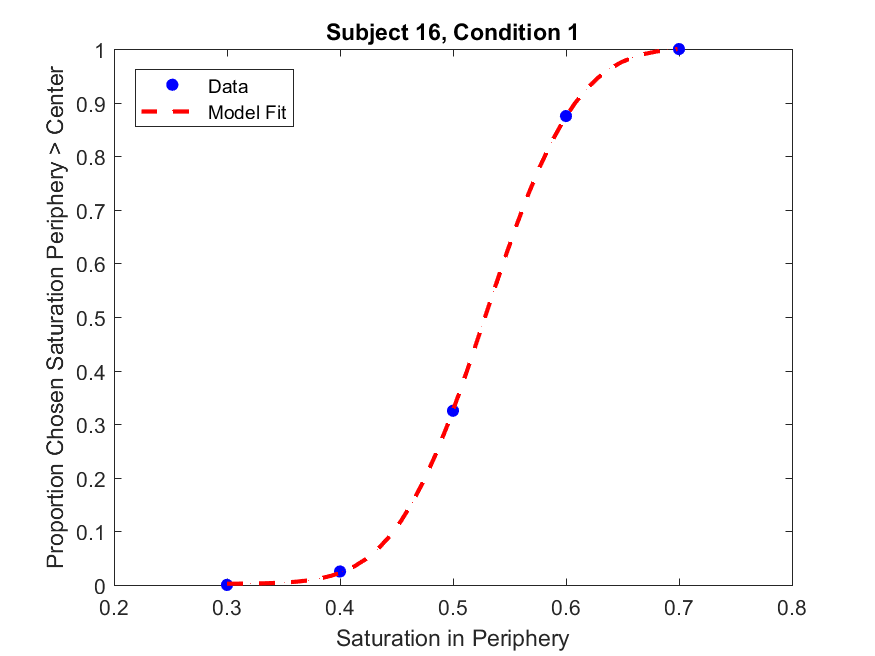 Subject 16, Condition 1
Data
Model Fit
Proportion Chosen Saturation Periphery > Center
1
0.9
0.8
0.7
0.6
0.5
0.4
0.3
0.2
0.1
0
0.2 0.3 0.4 0.5 0.6 0.7 0.8
Saturation in Periphery